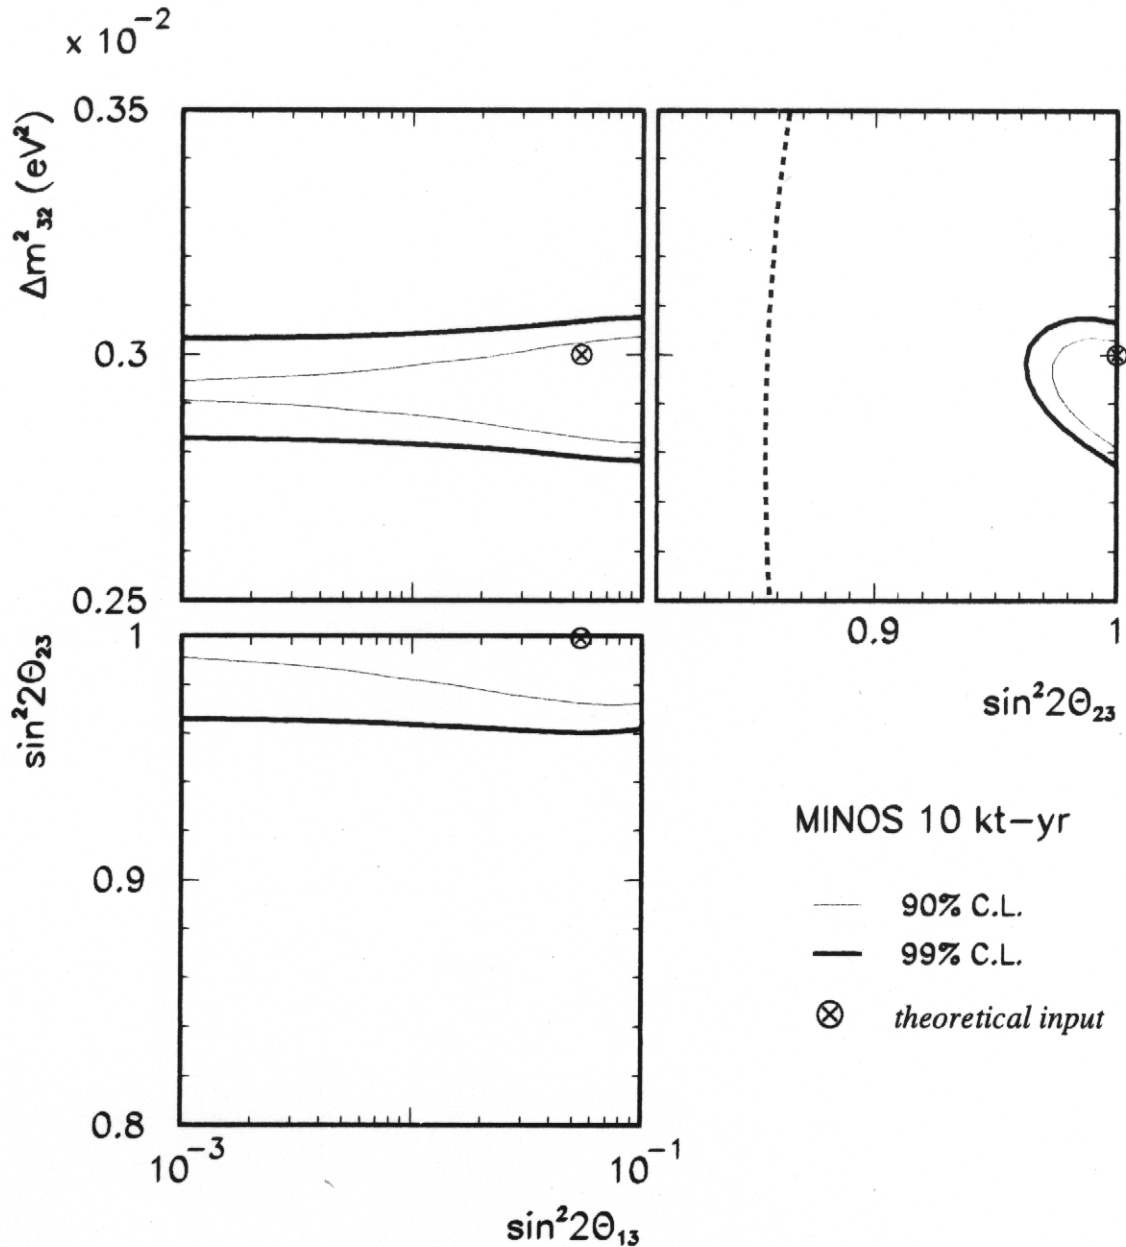 x 10⁻²
0.35
Δm²₃₂ (eV²)
0.3
0.25
1
sin²2Θ₂₃
0.9
0.8
10⁻³
10⁻¹
sin²2Θ₁₃
0.9
1
sin²2Θ₂₃
MINOS 10 kt-yr
90% C.L.
99% C.L.
theoretical input